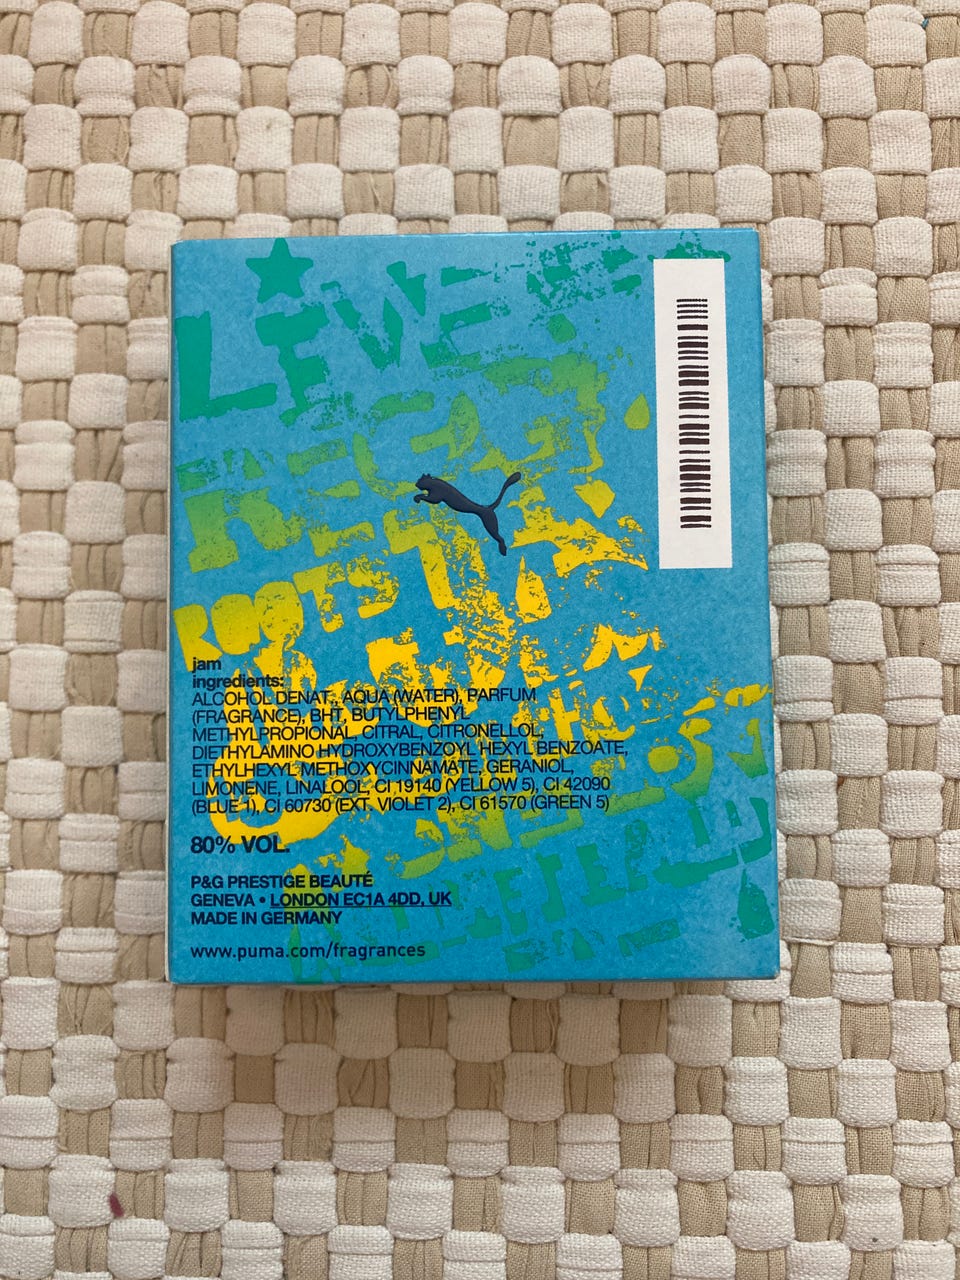 ROOTS
jam
ingredients:
ALCOHOL DENAT., AQUA (WATER), PARFUM
(FRAGRANCE), BHT, BUTYLPHENYL
METHYLPROPIONAL, CITRAL, CITRONELLOL,
DIETHYLAMINO HYDROXYBENZOYL HEXYL BENZOATE,
ETHYLHEXYL METHOXYCINNAMATE, GERANIOL,
LIMONENE, LINALOOL, CI 19140 (YELLOW 5), CI 42090
(BLUE 1), CI 60730 (EXT. VIOLET 2), CI 61570 (GREEN 5)
80% VOL.
P&G PRESTIGE BEAUTÉ
GENEVA • LONDON EC1A 4DD, UK
MADE IN GERMANY
www.puma.com/fragrances